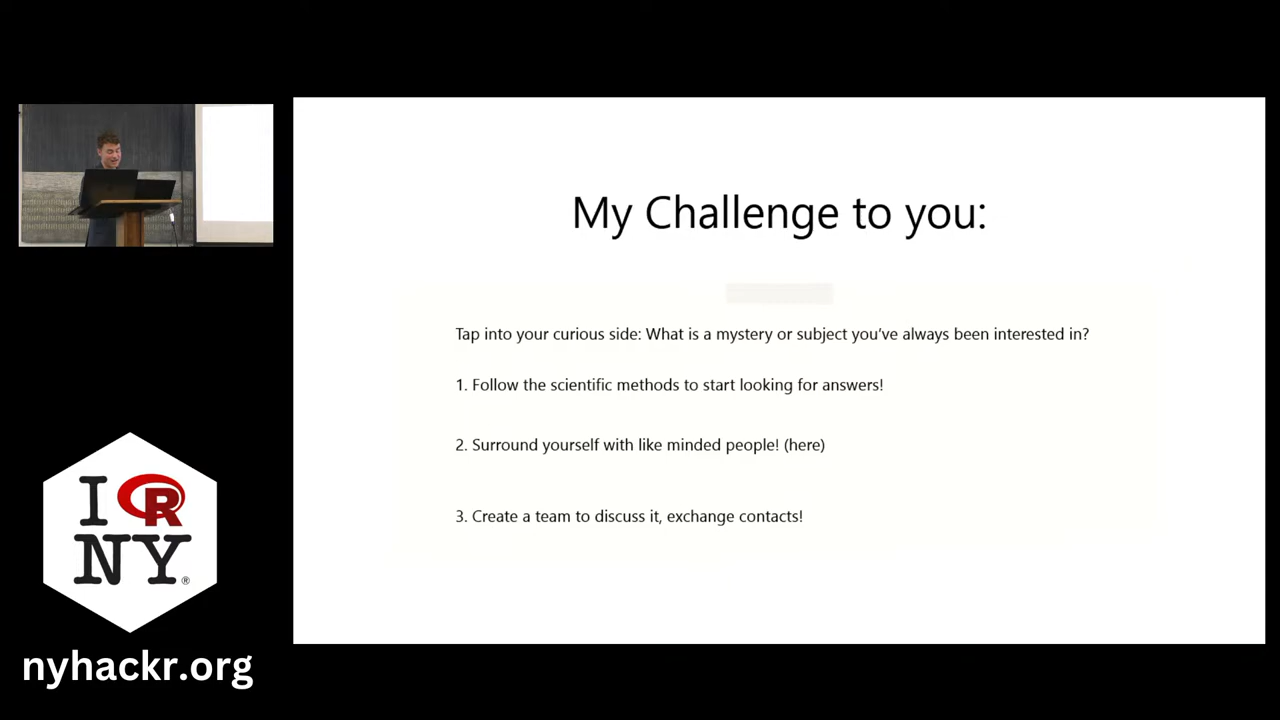 My Challenge to you:
Tap into your curious side: What is a mystery or subject you’ve always been interested in?
1. Follow the scientific methods to start looking for answers!
2. Surround yourself with like minded people! (here)
3. Create a team to discuss it, exchange contacts!
I R
NY®
nyhackr.org